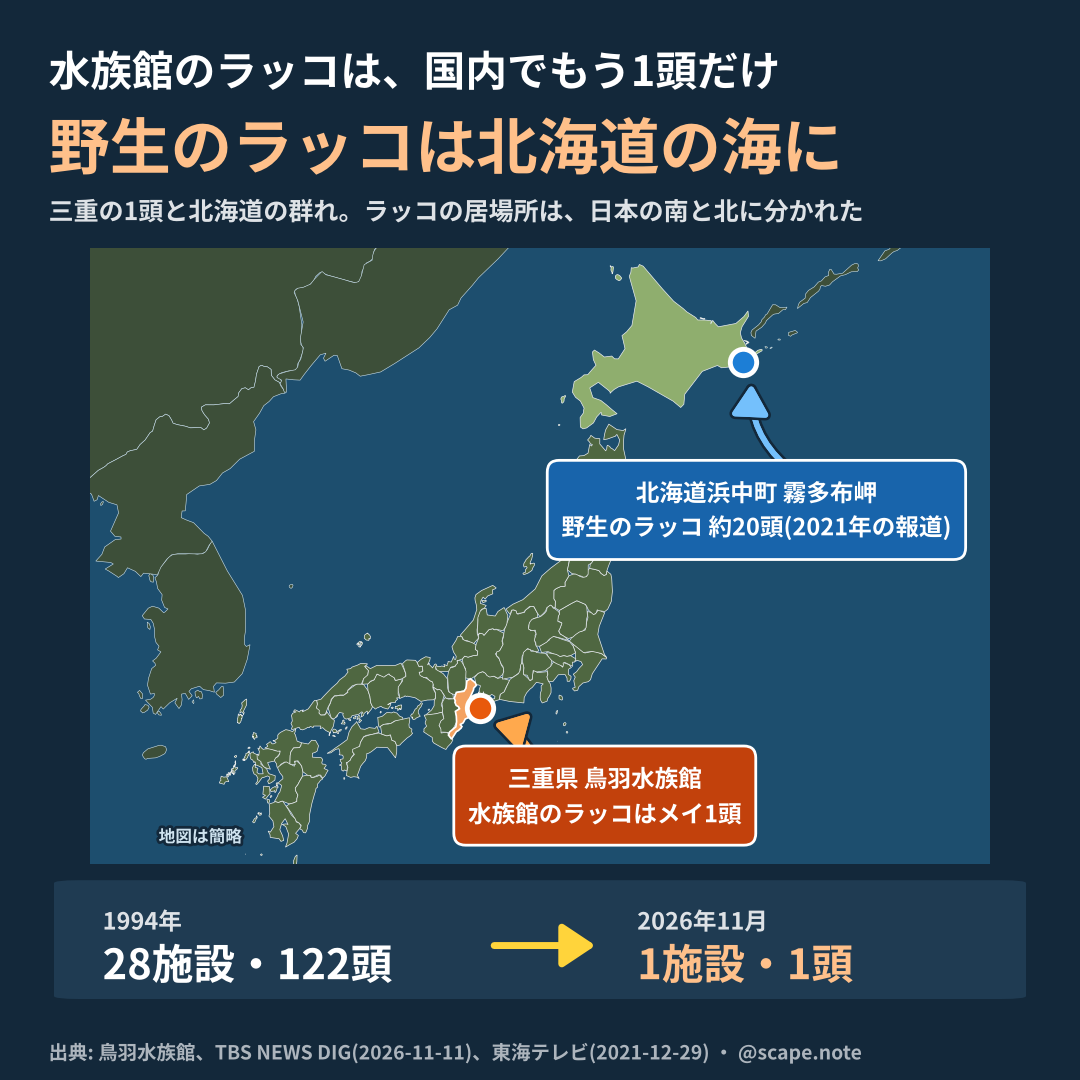 水族館のラッコは、国内でもう1頭だけ
野生のラッコは北海道の海に
三重の1頭と北海道の群れ。ラッコの居場所は、日本の南と北に分かれた
北海道浜中町 霧多布岬
野生のラッコ 約20頭(2021年の報道)
三重県 鳥羽水族館
水族館のラッコはメイ1頭
地図は簡略
1994年
28施設・122頭
2026年11月
1施設・1頭
出典: 鳥羽水族館、TBS NEWS DIG(2026-11-11)、東海テレビ(2021-12-29) ・ @scape.note